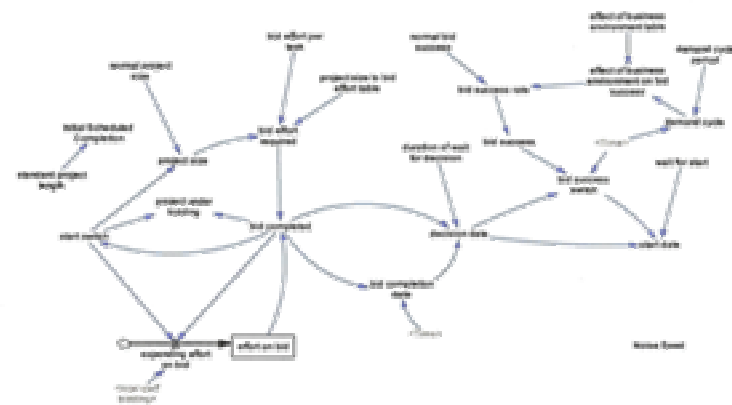 effect of business
environment table
bid effort per
task
normal bid
success
demand cycle
period
normal project
size
effect of business
environment on bid
success
project size to bid
effort table
bid success rate
Initial Scheduled
Completion
bid effort
required
demand cycle
bid success
duration of wait
for decision
<Time>
project size
wait for start
standard project
length
bid success
switch
project under
bidding
start switch
bid completed
decision date
start date
bid completion
date
<Time>
expending effort
on bid
effort on bid
Noise Seed